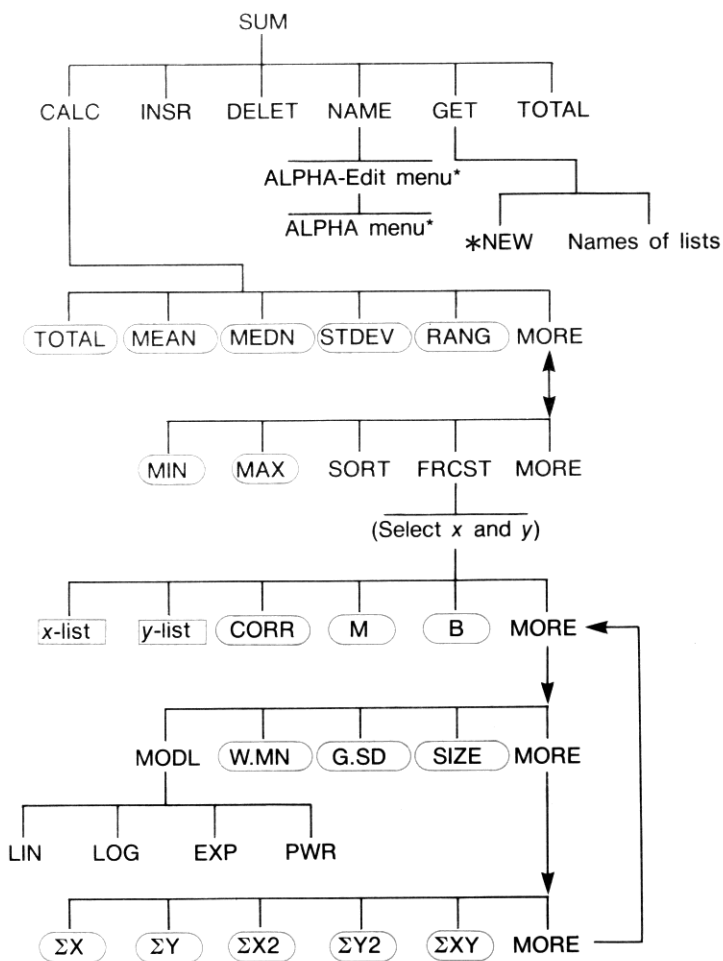 SUM
CALC INSR DELET NAME GET TOTAL
ALPHA-Edit menu*
ALPHA menu*
*NEW Names of lists
TOTAL MEAN MEDN STDEV RANG MORE
MIN MAX SORT FRCST MORE
(Select x and y)
x-list y-list CORR M B MORE
MODL W.MN G.SD SIZE MORE
LIN LOG EXP PWR
ΣX ΣY ΣX2 ΣY2 ΣXY MORE